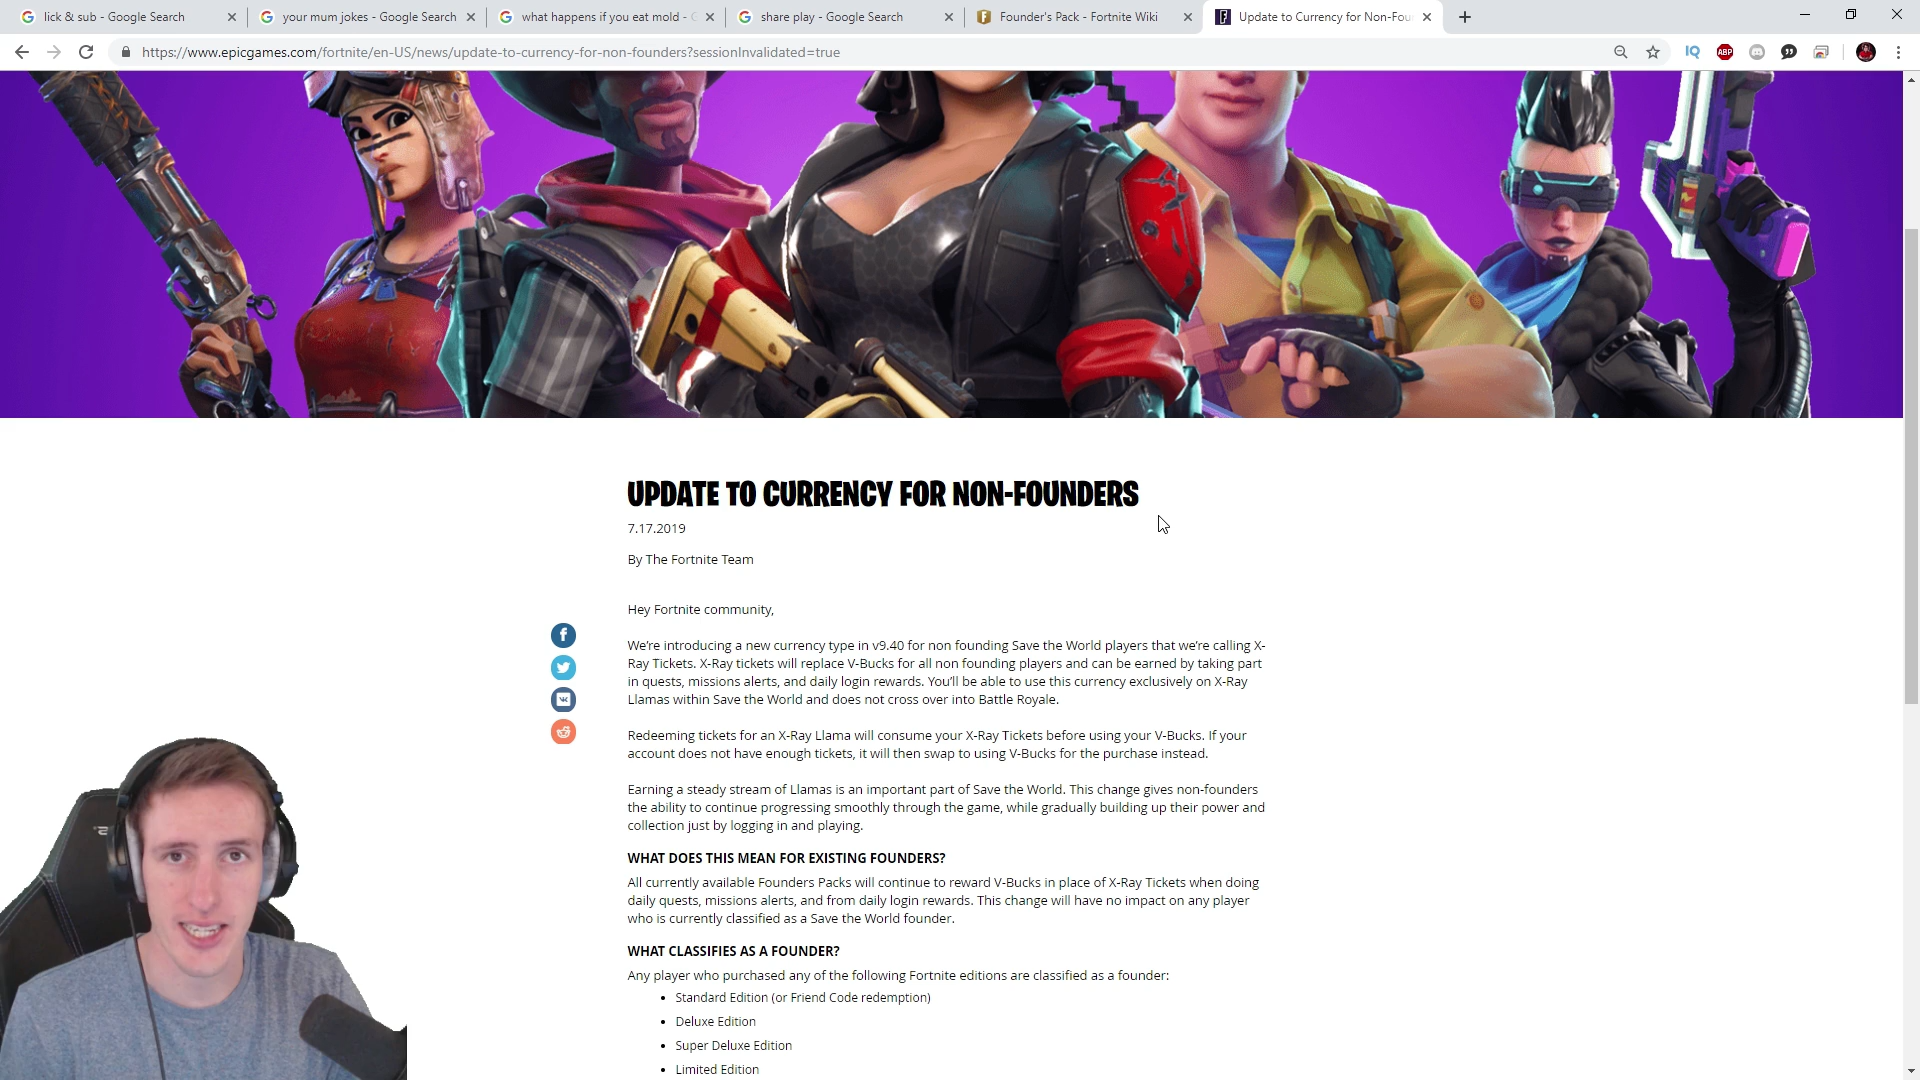 lick & sub - Google Search
your mum jokes - Google Search
what happens if you eat mold -
share play - Google Search
Founder's Pack - Fortnite Wiki
Update to Currency for Non-Fou
https://www.epicgames.com/fortnite/en-US/news/update-to-currency-for-non-founders?sessionInvalidated=true
IQ
ABP
UPDATE TO CURRENCY FOR NON-FOUNDERS
7.17.2019
By The Fortnite Team
Hey Fortnite community,
We're introducing a new currency type in v9.40 for non founding Save the World players that we're calling X-
Ray Tickets. X-Ray tickets will replace V-Bucks for all non founding players and can be earned by taking part
in quests, missions alerts, and daily login rewards. You'll be able to use this currency exclusively on X-Ray
Llamas within Save the World and does not cross over into Battle Royale.
Redeeming tickets for an X-Ray Llama will consume your X-Ray Tickets before using your V-Bucks. If your
account does not have enough tickets, it will then swap to using V-Bucks for the purchase instead.
Earning a steady stream of Llamas is an important part of Save the World. This change gives non-founders
the ability to continue progressing smoothly through the game, while gradually building up their power and
collection just by logging in and playing.
WHAT DOES THIS MEAN FOR EXISTING FOUNDERS?
All currently available Founders Packs will continue to reward V-Bucks in place of X-Ray Tickets when doing
daily quests, missions alerts, and from daily login rewards. This change will have no impact on any player
who is currently classified as a Save the World founder.
WHAT CLASSIFIES AS A FOUNDER?
Any player who purchased any of the following Fortnite editions are classified as a founder:
• Standard Edition (or Friend Code redemption)
• Deluxe Edition
• Super Deluxe Edition
• Limited Edition